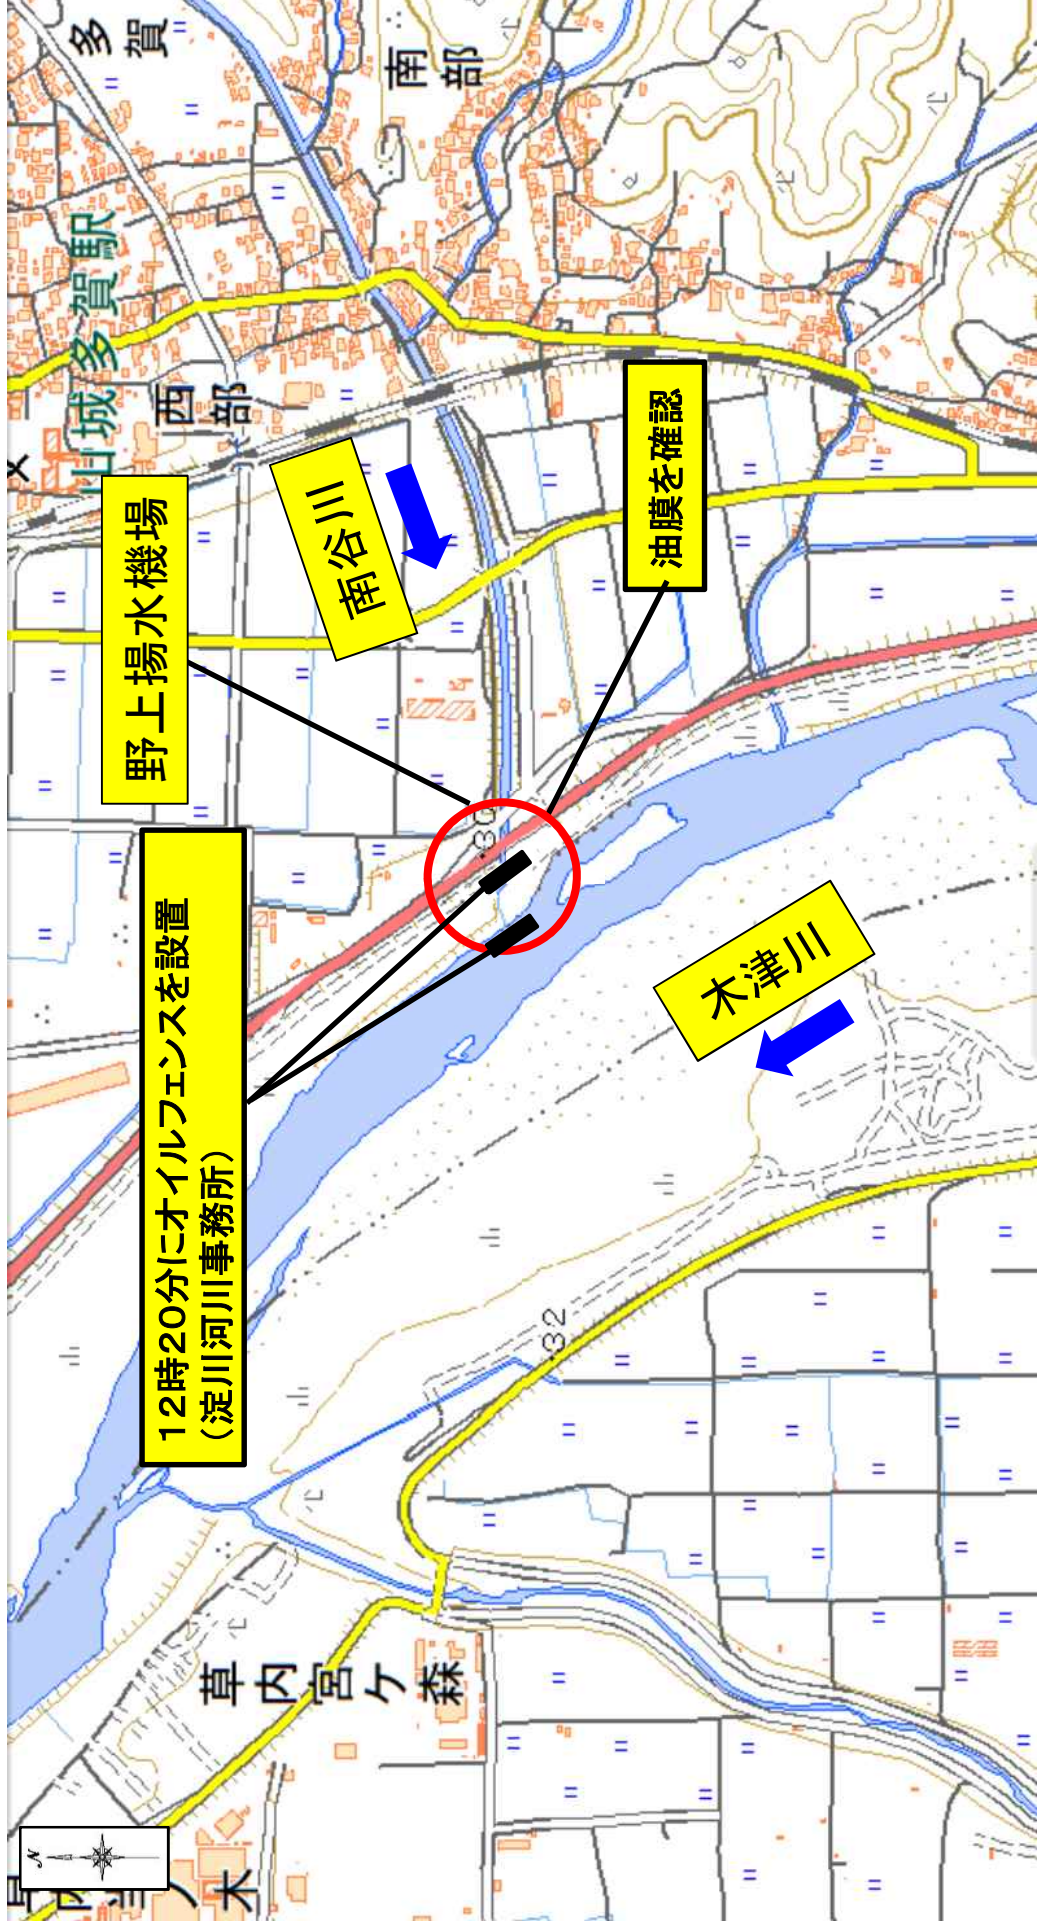 山城多賀駅
多賀
南部
西部
野上揚水機場
南谷川
油膜を確認
12時20分にオイルフェンスを設置
(淀川河川事務所)
木津川
.30
.32
草内宮ケ森
N
木